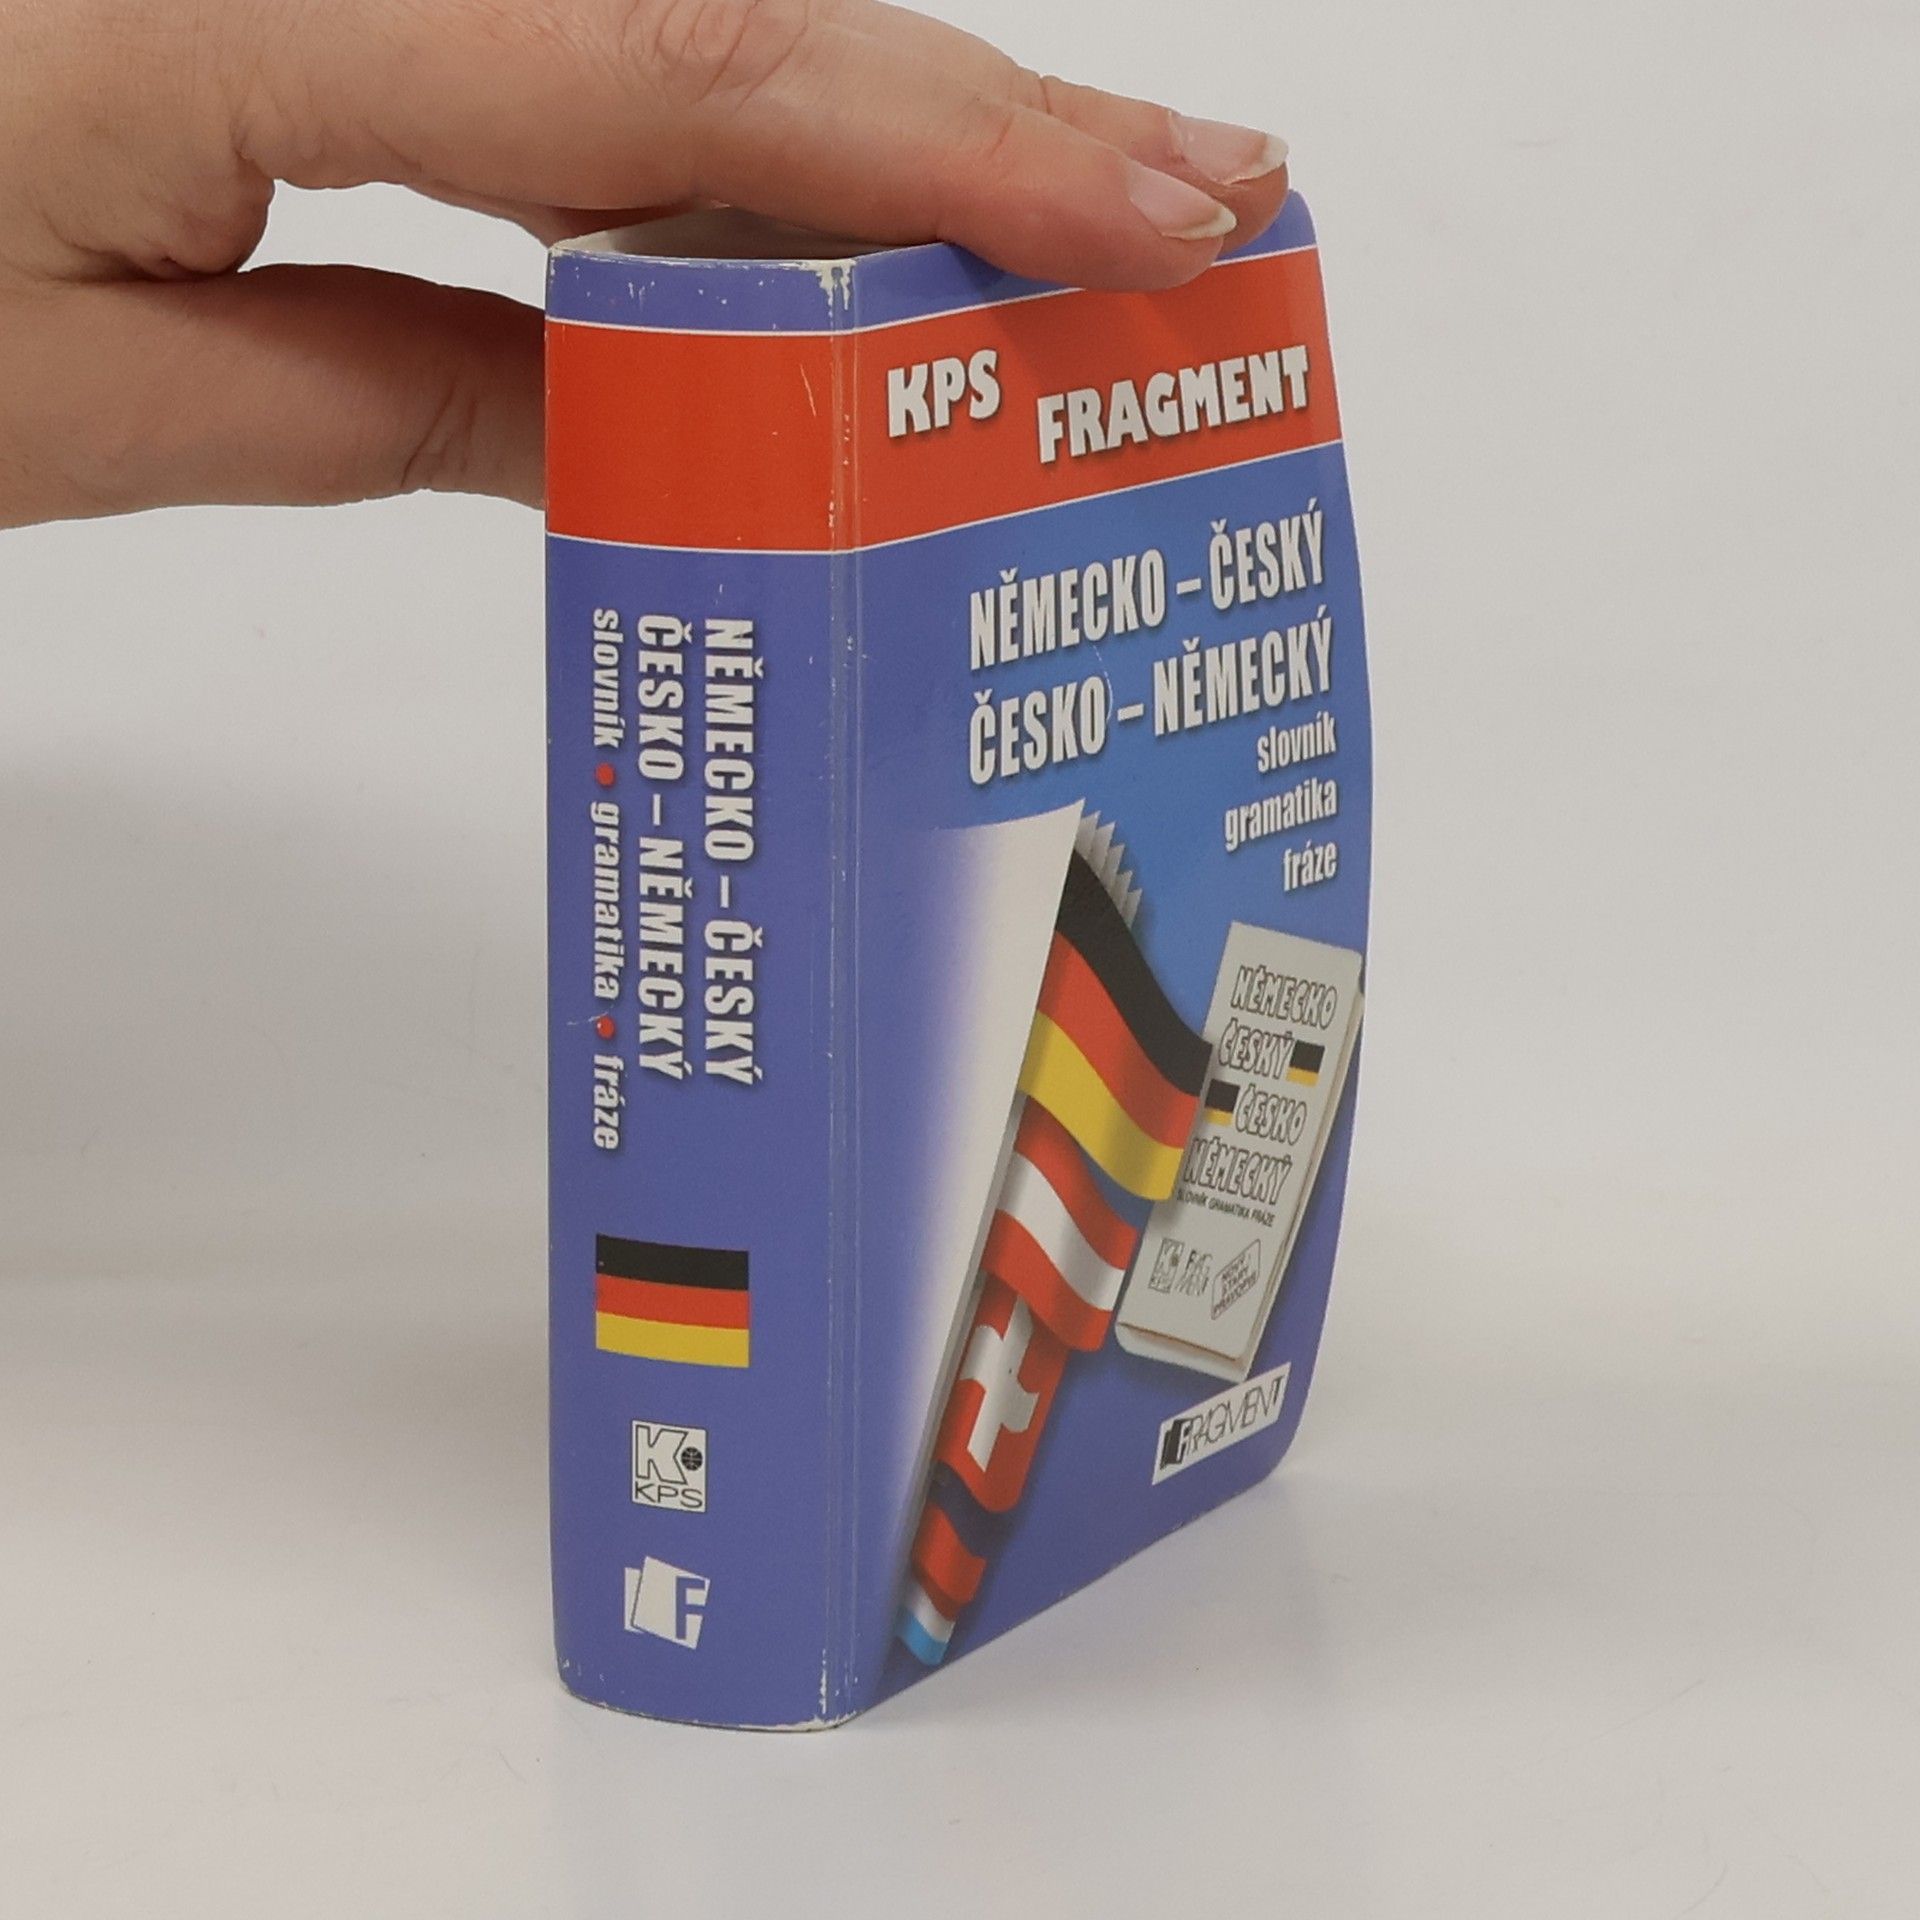 KPS
FRAGMENT
NĚMECKO – ČESKÝ
ČESKO – NĚMECKÝ
slovník
gramatika
fráze
NĚMECKO
ČESKÝ
ČESKO
NĚMECKÝ
SLOVNÍK GRAMATIKA FRÁZE
FRAGMENT
NĚMECKO – ČESKÝ
ČESKO – NĚMECKÝ
slovník • gramatika • fráze
K
KPS
F